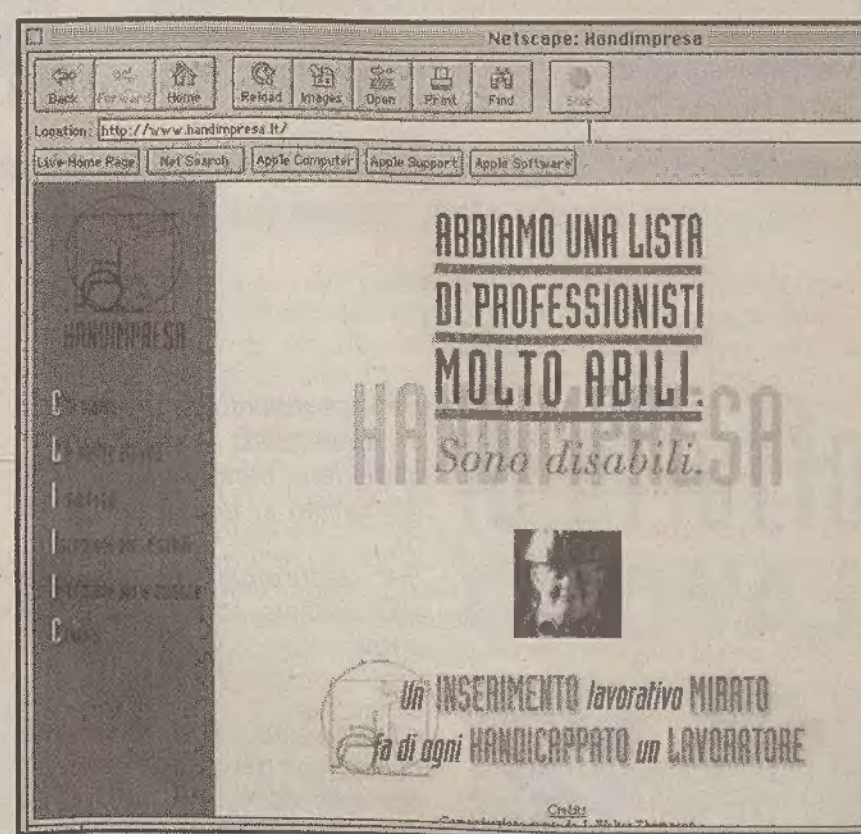 Netscape: Handimpresa
Back Forward Home Reload Images Open Print Find Stop
Location: http://www.handimpresa.it/
Live Home Page Net Search Apple Computer Apple Support Apple Software
HANDIMPRESA
ABBIAMO UNA LISTA
DI PROFESSIONISTI
MOLTO ABILI.
HANDIMPRESA
Sono disabili.
Un INSERIMENTO lavorativo MIRATO
fa di ogni HANDICAPPATO un LAVORATORE
Credits